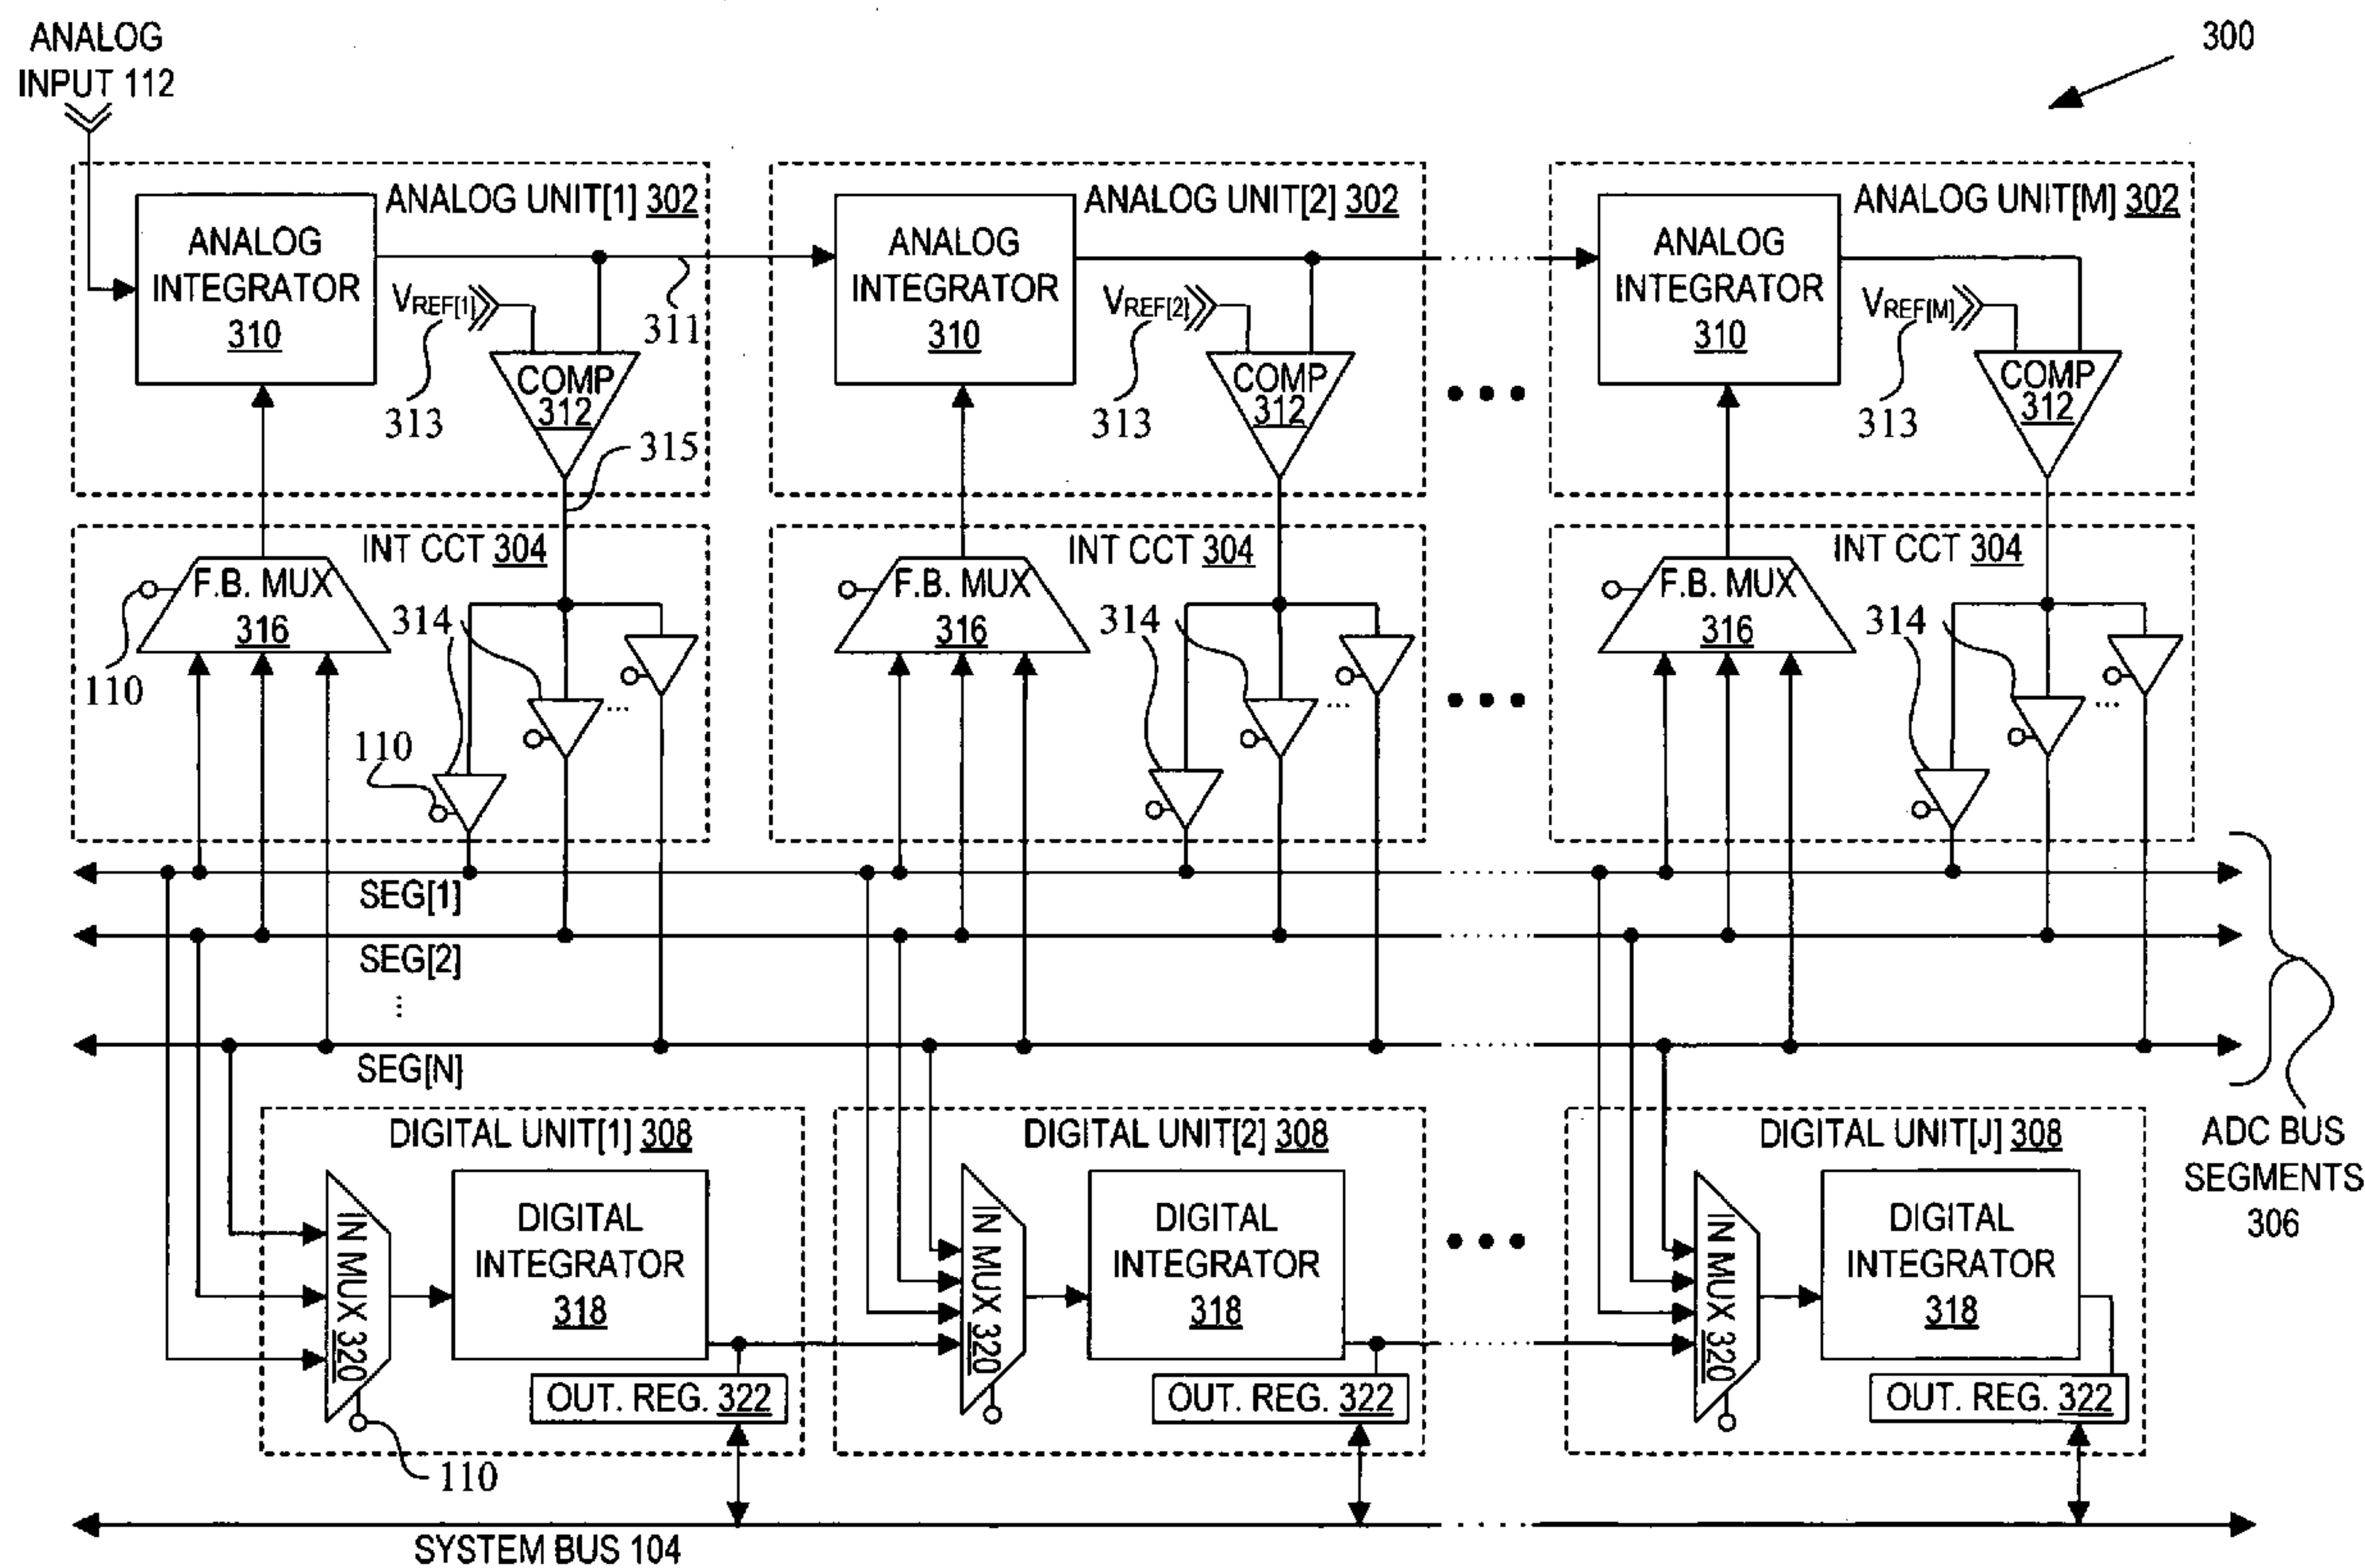 ANALOG
INPUT 112
300
ANALOG UNIT[1] 302
ANALOG
INTEGRATOR
310
VREF[1]
313
311
COMP
312
315
ANALOG UNIT[2] 302
ANALOG
INTEGRATOR
310
VREF[2]
313
COMP
312
ANALOG UNIT[M] 302
ANALOG
INTEGRATOR
310
VREF[M]
313
COMP
312
INT CCT 304
F.B. MUX
316
110
314
110
...
INT CCT 304
F.B. MUX
316
314
...
INT CCT 304
F.B. MUX
316
314
...
SEG[1]
SEG[2]
SEG[N]
ADC BUS
SEGMENTS
306
DIGITAL UNIT[1] 308
IN MUX 320
DIGITAL
INTEGRATOR
318
OUT. REG. 322
110
DIGITAL UNIT[2] 308
IN MUX 320
DIGITAL
INTEGRATOR
318
OUT. REG. 322
DIGITAL UNIT[J] 308
IN MUX 320
DIGITAL
INTEGRATOR
318
OUT. REG. 322
SYSTEM BUS 104